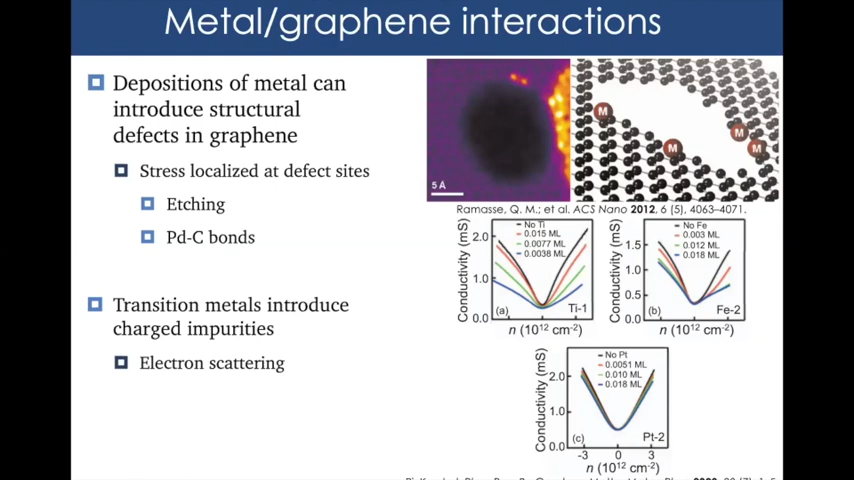 Metal/graphene interactions
Depositions of metal can
introduce structural
defects in graphene
Stress localized at defect sites
Etching
Pd-C bonds
Transition metals introduce
charged impurities
Electron scattering
5 Å
M
M
M
M
Ramasse, Q. M.; et al. ACS Nano 2012, 6 (5), 4063–4071.
Conductivity (mS)
2.0
1.0
0.0
No Ti
0.015 ML
0.0077 ML
0.0038 ML
(a)
Ti-1
n (10¹² cm⁻²)
Conductivity (mS)
1.5
1.0
0.5
0.0
No Fe
0.003 ML
0.012 ML
0.018 ML
(b)
Fe-2
n (10¹² cm⁻²)
Conductivity (mS)
2.0
1.0
0.0
No Pt
0.0051 ML
0.010 ML
0.018 ML
(c)
Pt-2
-3 0 3
n (10¹² cm⁻²)